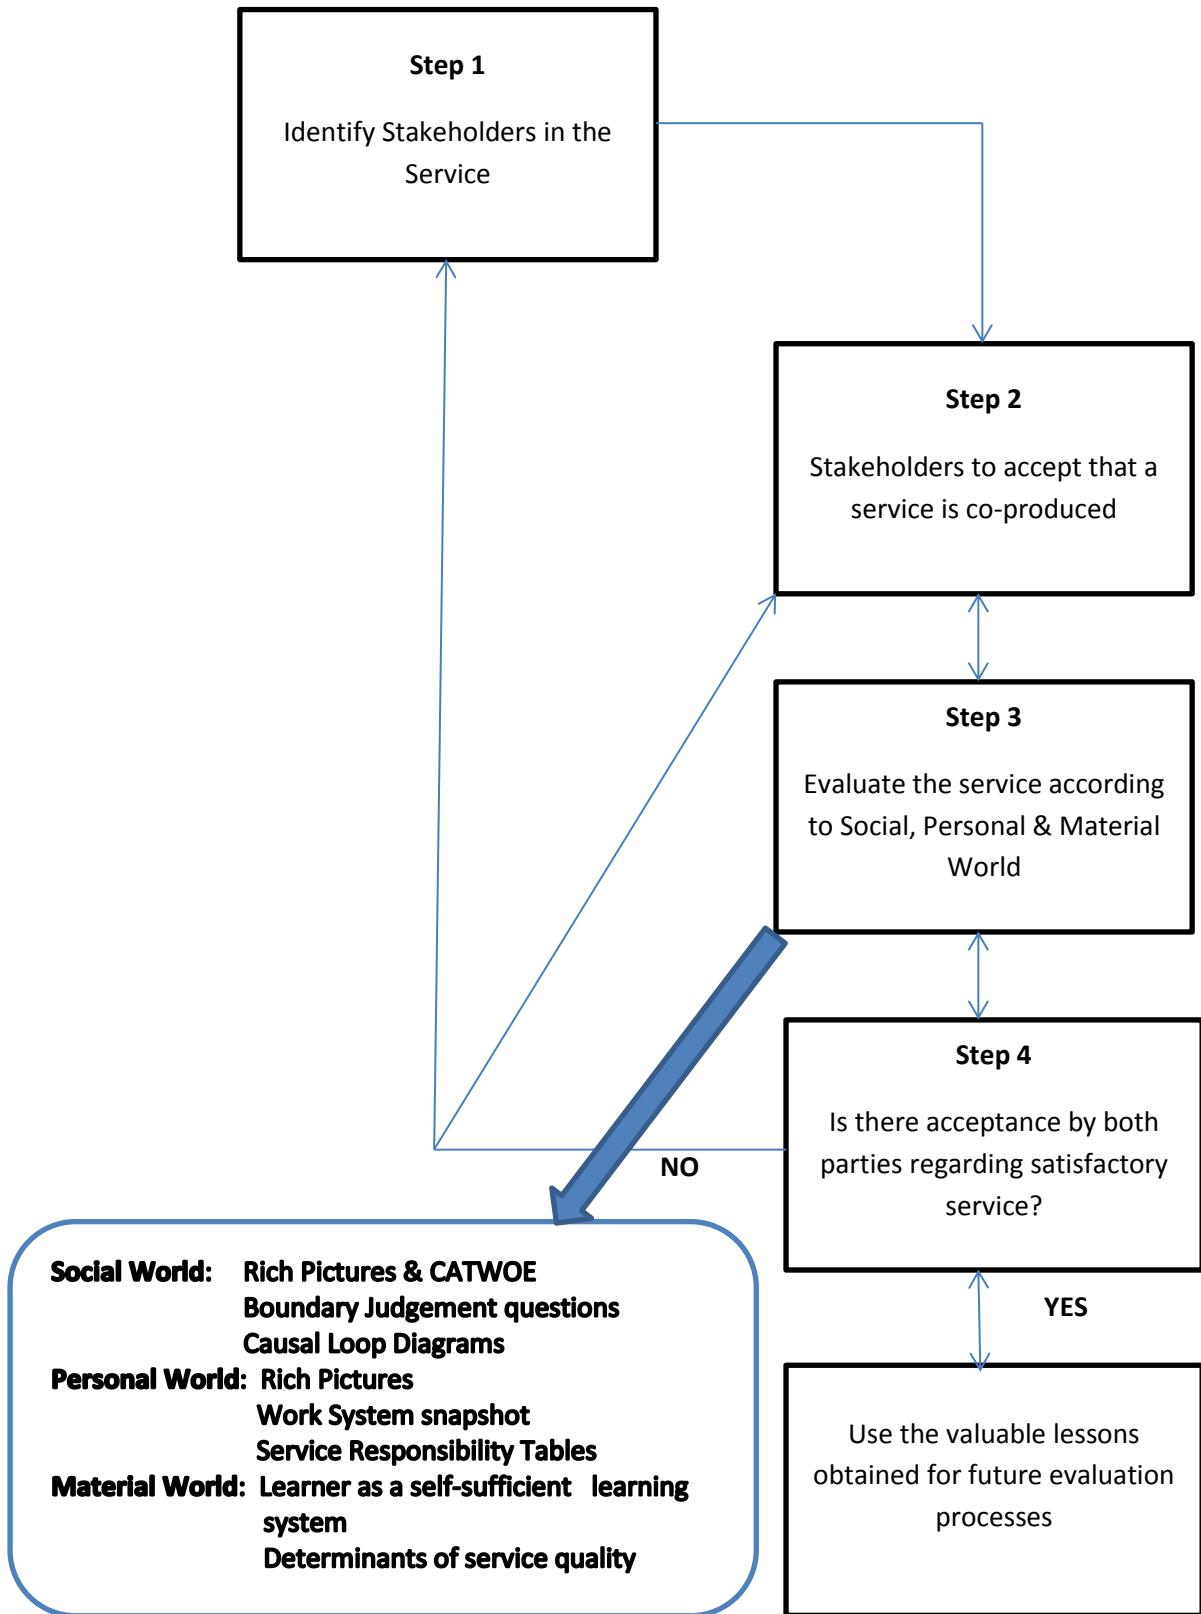 Step 1
Identify Stakeholders in the
Service
Step 2
Stakeholders to accept that a
service is co-produced
Step 3
Evaluate the service according
to Social, Personal & Material
World
Step 4
Is there acceptance by both
parties regarding satisfactory
service?
NO
YES
Social World: Rich Pictures & CATWOE
Boundary Judgement questions
Causal Loop Diagrams
Personal World: Rich Pictures
Work System snapshot
Service Responsibility Tables
Material World: Learner as a self-sufficient learning
system
Determinants of service quality
Use the valuable lessons
obtained for future evaluation
processes